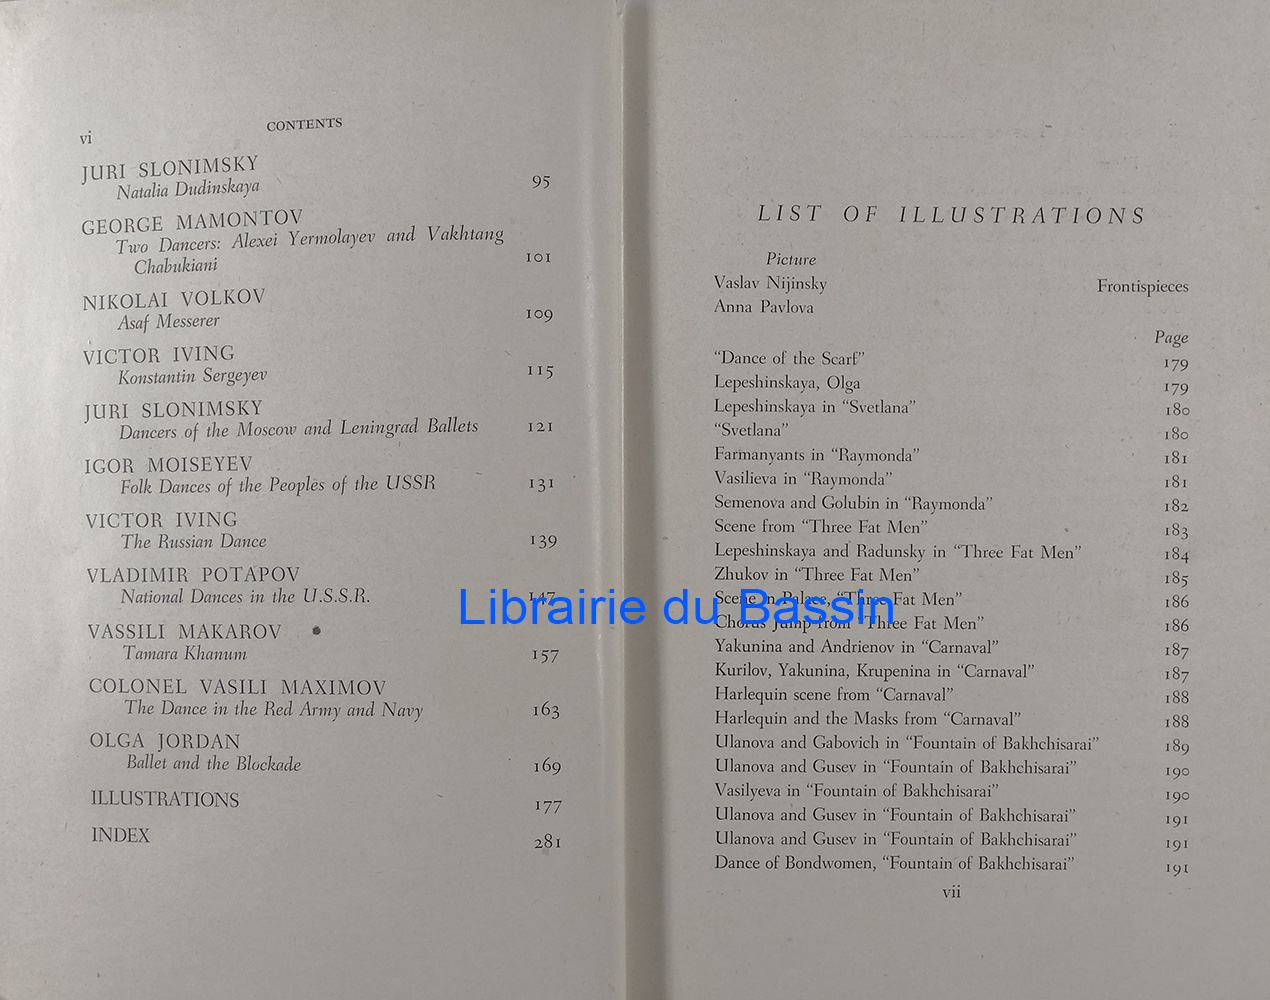 vi
CONTENTS
JURI SLONIMSKY
Natalia Dudinskaya 95
GEORGE MAMONTOV
Two Dancers: Alexei Yermolayev and Vakhtang
Chabukiani 101
NIKOLAI VOLKOV
Asaf Messerer 109
VICTOR IVING
Konstantin Sergeyev 115
JURI SLONIMSKY
Dancers of the Moscow and Leningrad Ballets 121
IGOR MOISEYEV
Folk Dances of the Peoples of the USSR 131
VICTOR IVING
The Russian Dance 139
VLADIMIR POTAPOV
National Dances in the U.S.S.R. 147
VASSILI MAKAROV
Tamara Khanum 157
COLONEL VASILI MAXIMOV
The Dance in the Red Army and Navy 163
OLGA JORDAN
Ballet and the Blockade 169
ILLUSTRATIONS 177
INDEX 281
LIST OF ILLUSTRATIONS
Picture
Vaslav Nijinsky Frontispieces
Anna Pavlova
Page
"Dance of the Scarf" 179
Lepeshinskaya, Olga 179
Lepeshinskaya in "Svetlana" 180
"Svetlana" 180
Farmanyants in "Raymonda" 181
Vasilieva in "Raymonda" 181
Semenova and Golubin in "Raymonda" 182
Scene from "Three Fat Men" 183
Lepeshinskaya and Radunsky in "Three Fat Men" 184
Zhukov in "Three Fat Men" 185
Scene in Palace, "Three Fat Men" 186
Chorus Jump from "Three Fat Men" 186
Yakunina and Andrienov in "Carnaval" 187
Kurilov, Yakunina, Krupenina in "Carnaval" 187
Harlequin scene from "Carnaval" 188
Harlequin and the Masks from "Carnaval" 188
Ulanova and Gabovich in "Fountain of Bakhchisarai" 189
Ulanova and Gusev in "Fountain of Bakhchisarai" 190
Vasilyeva in "Fountain of Bakhchisarai" 190
Ulanova and Gusev in "Fountain of Bakhchisarai" 191
Ulanova and Gusev in "Fountain of Bakhchisarai" 191
Dance of Bondwomen, "Fountain of Bakhchisarai" 191
vii
Librairie du Bassin